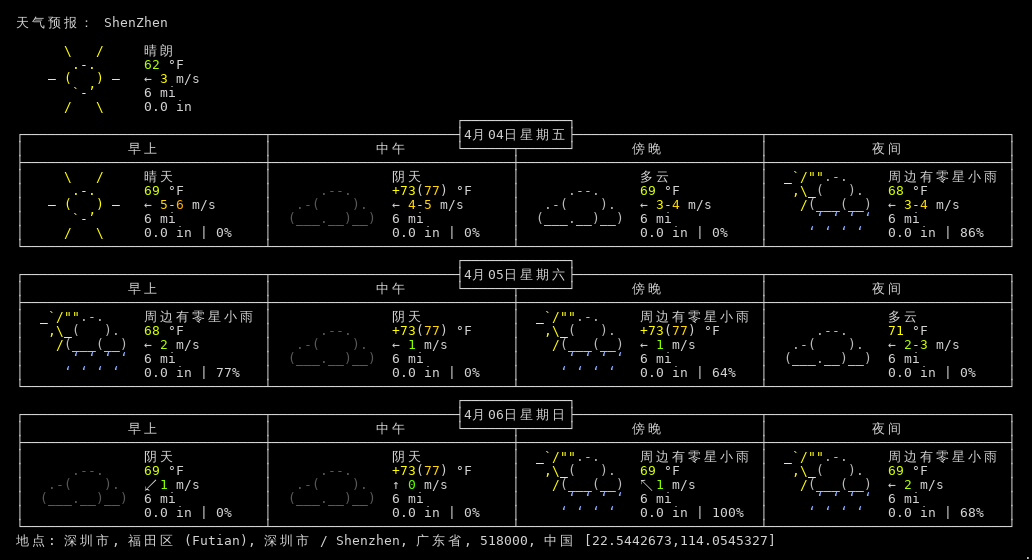 天气预报： ShenZhen
晴朗
62 °F
← 3 m/s
6 mi
0.0 in
4月04日星期五
早上 中午 傍晚 夜间
晴天 阴天 多云 周边有零星小雨
69 °F +73(77) °F 69 °F 68 °F
← 5-6 m/s ← 4-5 m/s ← 3-4 m/s ← 3-4 m/s
6 mi 6 mi 6 mi 6 mi
0.0 in | 0% 0.0 in | 0% 0.0 in | 0% 0.0 in | 86%
4月05日星期六
早上 中午 傍晚 夜间
周边有零星小雨 阴天 周边有零星小雨 多云
68 °F +73(77) °F +73(77) °F 71 °F
← 2 m/s ← 1 m/s ← 1 m/s ← 2-3 m/s
6 mi 6 mi 6 mi 6 mi
0.0 in | 77% 0.0 in | 0% 0.0 in | 64% 0.0 in | 0%
4月06日星期日
早上 中午 傍晚 夜间
阴天 阴天 周边有零星小雨 周边有零星小雨
69 °F +73(77) °F 69 °F 69 °F
↙ 1 m/s ↑ 0 m/s ↖ 1 m/s ← 2 m/s
6 mi 6 mi 6 mi 6 mi
0.0 in | 0% 0.0 in | 0% 0.0 in | 100% 0.0 in | 68%
地点: 深圳市, 福田区 (Futian), 深圳市 / Shenzhen, 广东省, 518000, 中国 [22.5442673,114.0545327]